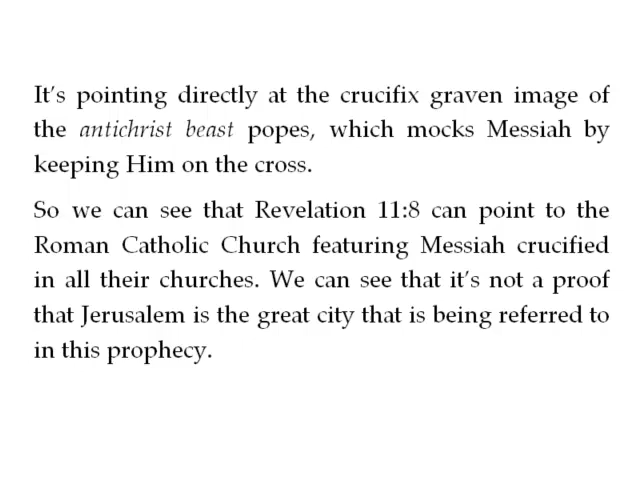 It's pointing directly at the crucifix graven image of
the antichrist beast popes, which mocks Messiah by
keeping Him on the cross.
So we can see that Revelation 11:8 can point to the
Roman Catholic Church featuring Messiah crucified
in all their churches. We can see that it's not a proof
that Jerusalem is the great city that is being referred to
in this prophecy.